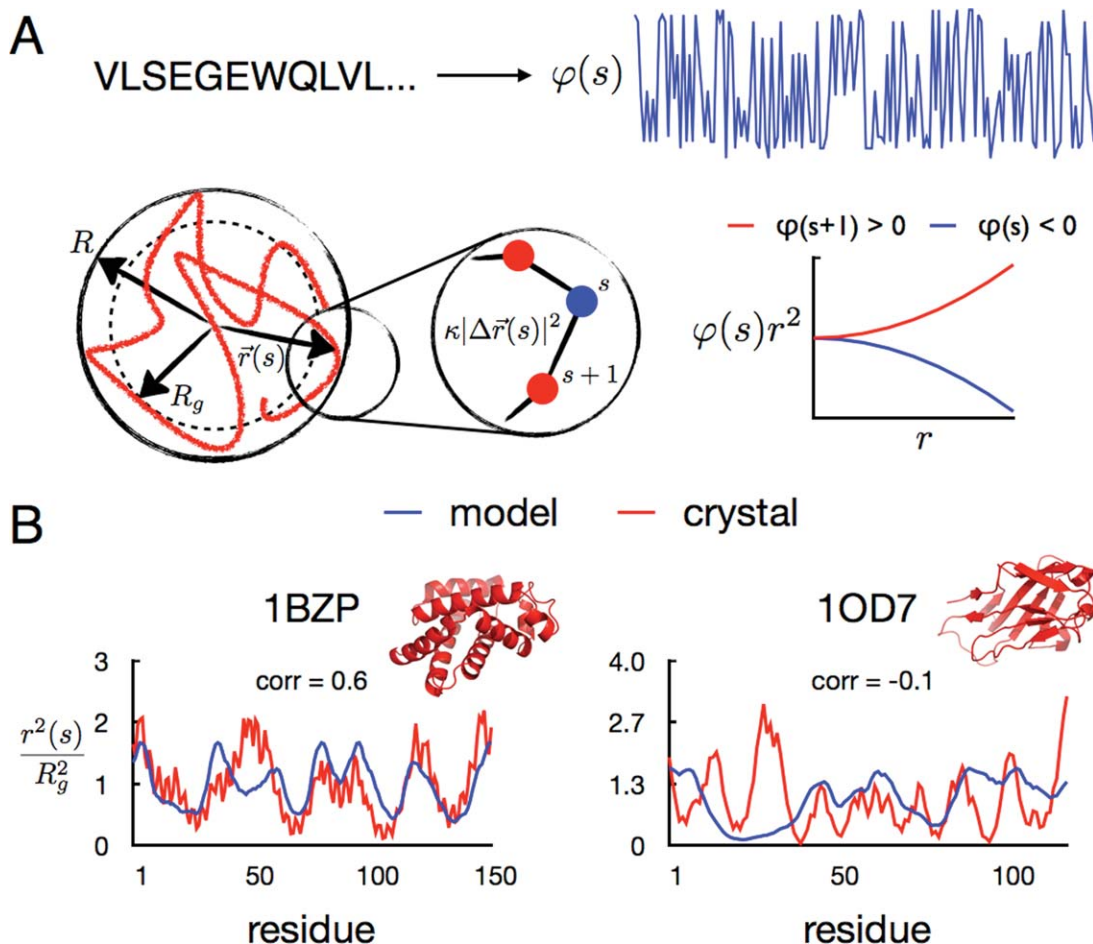 A
VLSEGEWQLVL... φ(s)
φ(s+1) > 0 φ(s) < 0
R
s
κ|Δr⃗(s)|²
r⃗(s)
s + 1
R_g
φ(s)r²
r
B
model crystal
1BZP 1OD7
3 4.0
corr = 0.6 corr = -0.1
2 2.7
r²(s)/R_g²
1 1.3
0 0
1 50 100 150 1 100
residue residue